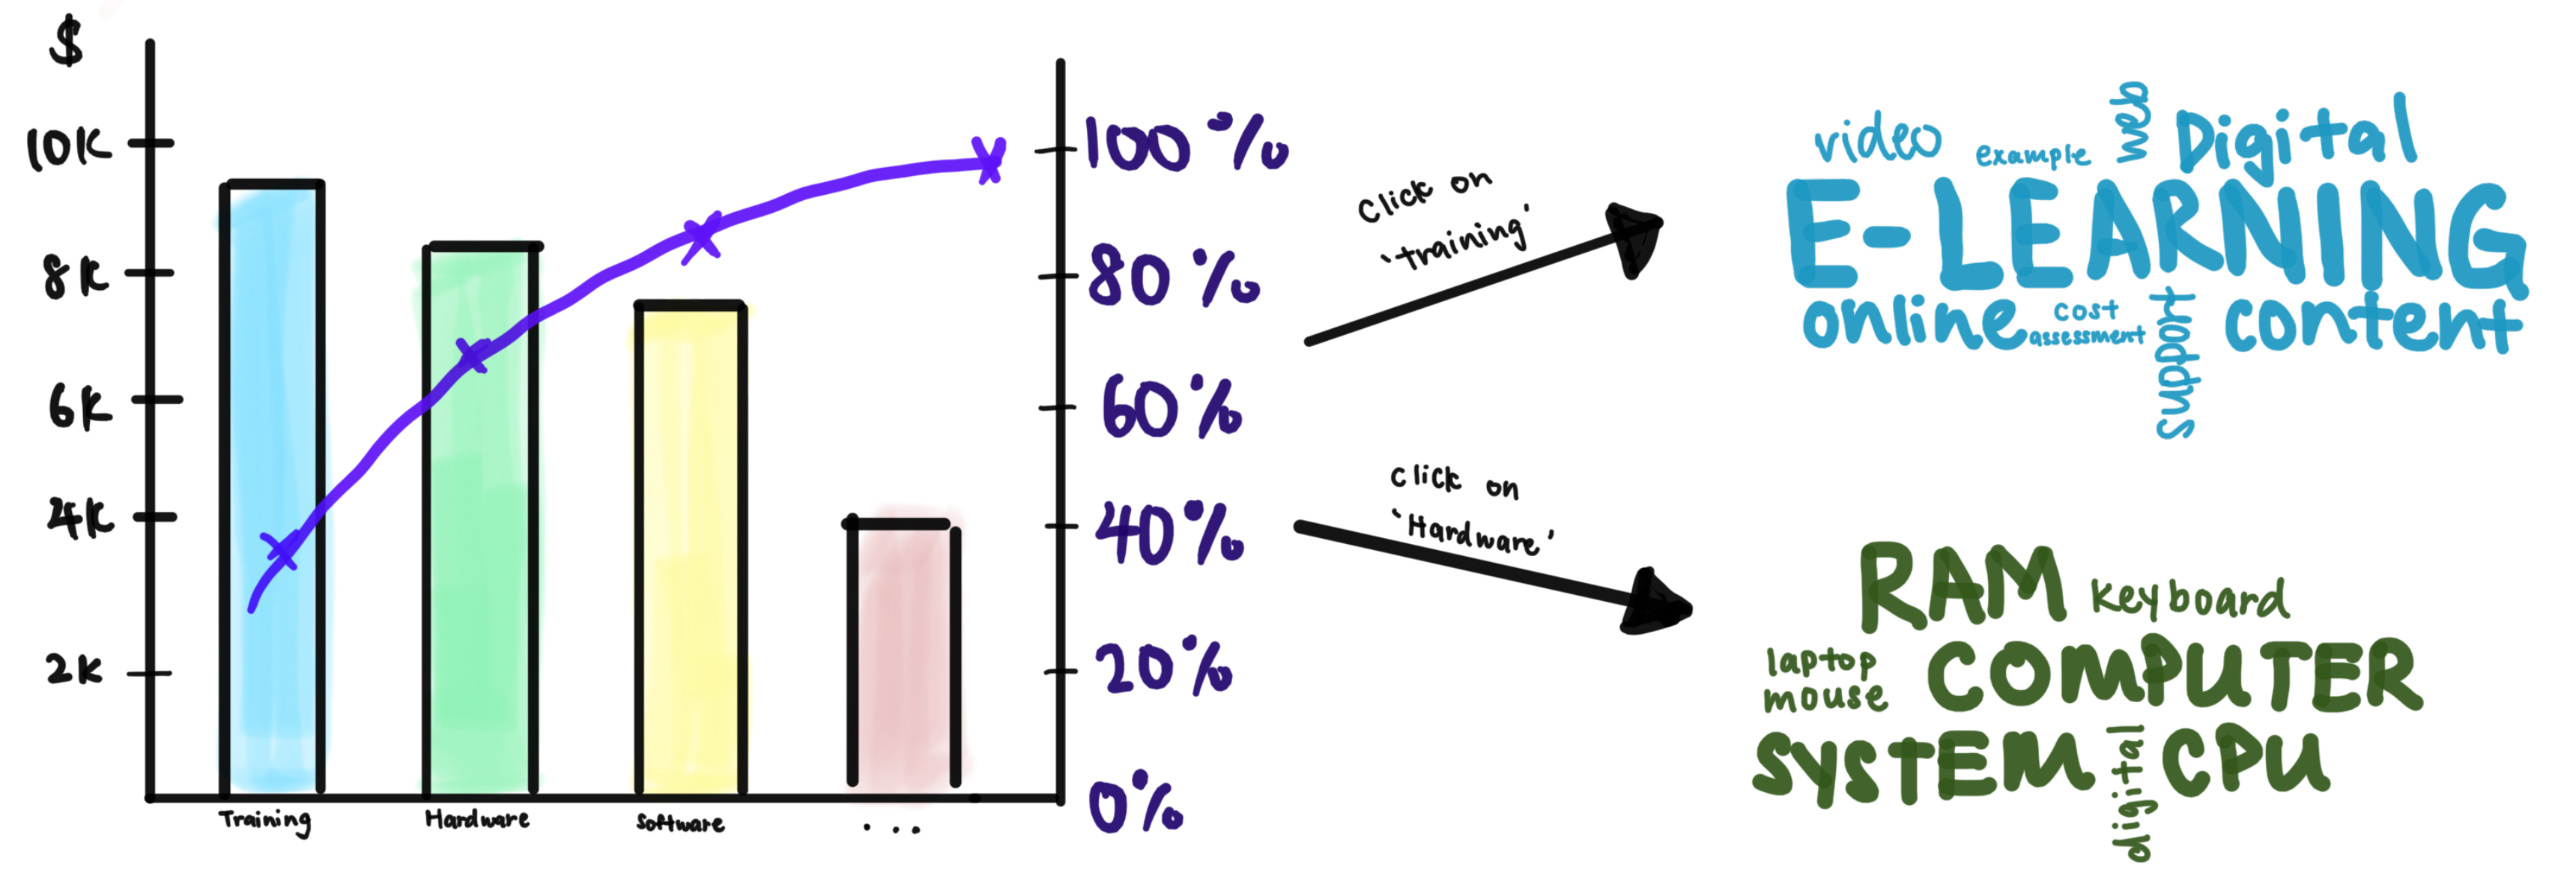 $
10K
8K
6K
4K
2K
Training
Hardware
Software
...
100%
80%
60%
40%
20%
0%
Click on
'training'
click on
'Hardware'
video
example
web
Digital
E-LEARNING
online
cost
assessment
support
content
RAM
keyboard
laptop
mouse
COMPUTER
SYSTEM
digital
CPU